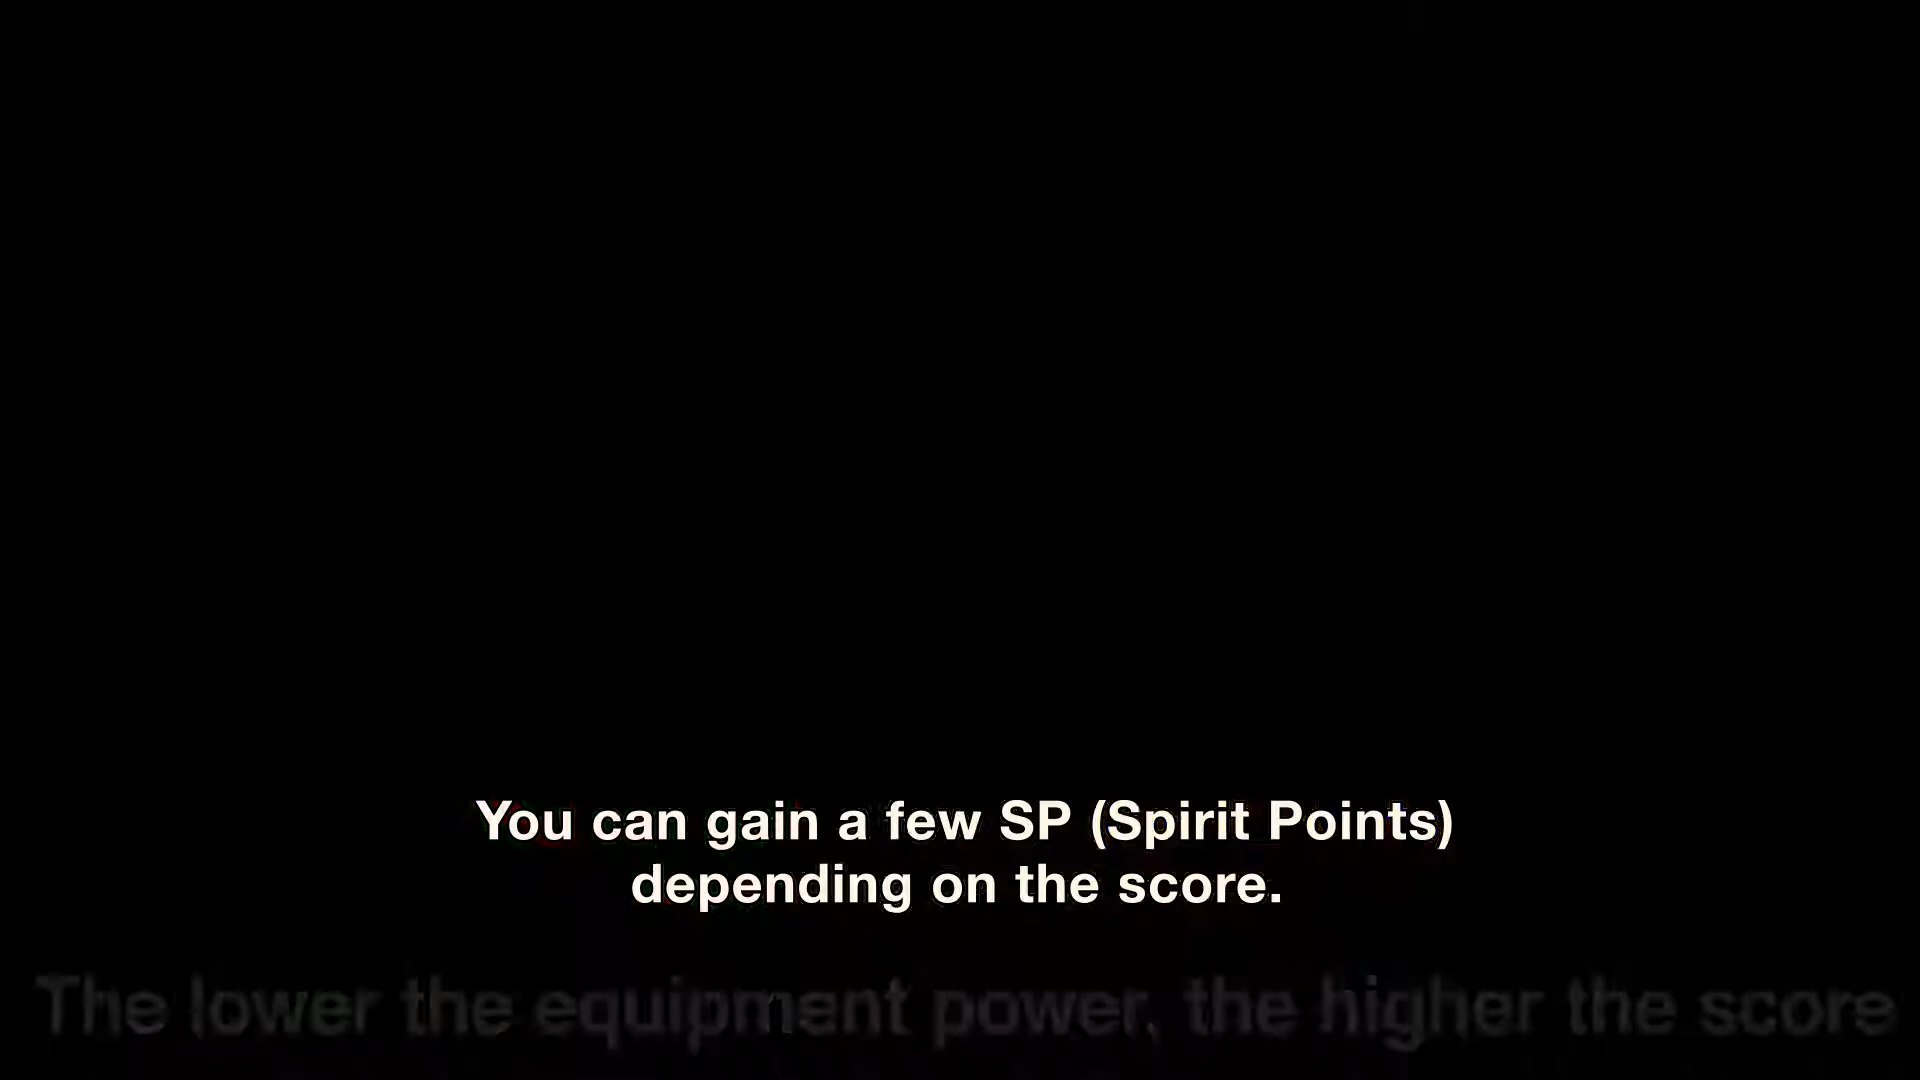 You can gain a few SP (Spirit Points)
depending on the score.
The lower the equipment power, the higher the score